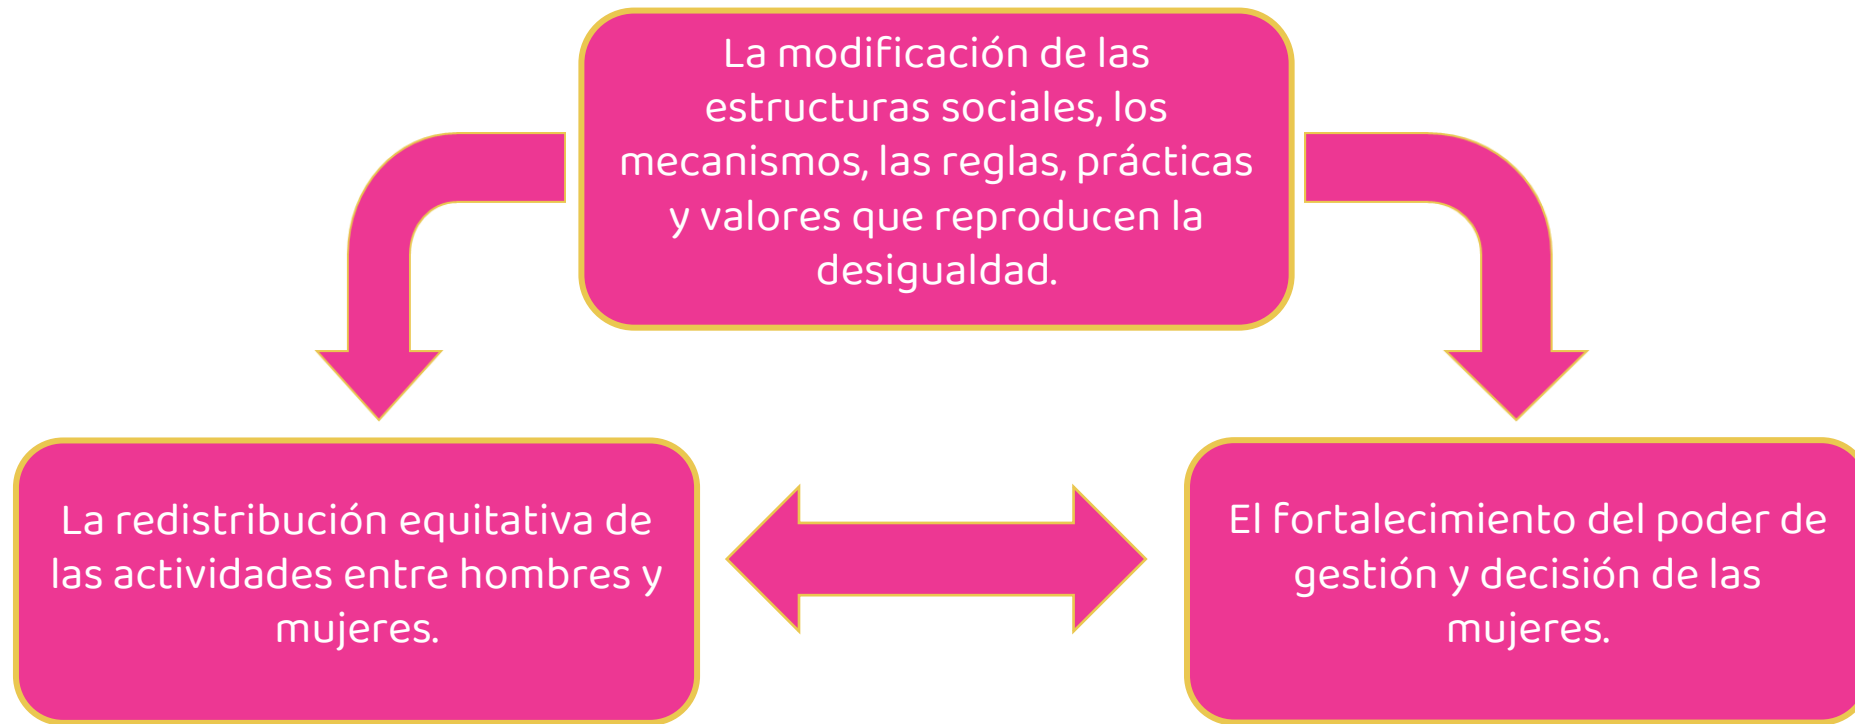 La modificación de las
estructuras sociales, los
mecanismos, las reglas, prácticas
y valores que reproducen la
desigualdad.
La redistribución equitativa de
las actividades entre hombres y
mujeres.
El fortalecimiento del poder de
gestión y decisión de las
mujeres.